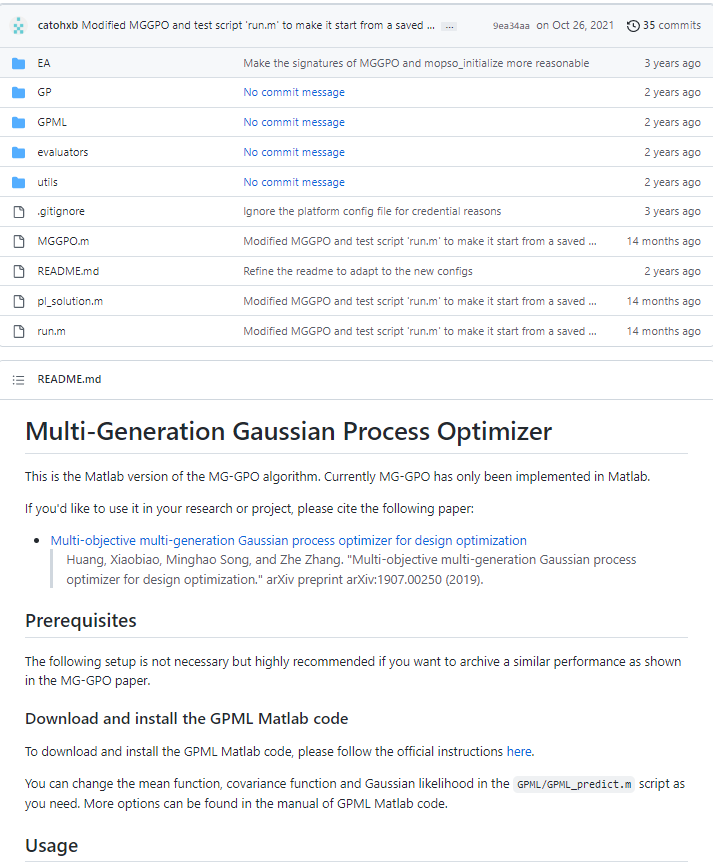 catohxb Modified MGGPO and test script 'run.m' to make it start from a saved ... ... 9ea34aa on Oct 26, 2021 35 commits
EA Make the signatures of MGGPO and mopso_initialize more reasonable 3 years ago
GP No commit message 2 years ago
GPML No commit message 2 years ago
evaluators No commit message 2 years ago
utils No commit message 2 years ago
.gitignore Ignore the platform config file for credential reasons 3 years ago
MGGPO.m Modified MGGPO and test script 'run.m' to make it start from a saved ... 14 months ago
README.md Refine the readme to adapt to the new configs 2 years ago
pl_solution.m Modified MGGPO and test script 'run.m' to make it start from a saved ... 14 months ago
run.m Modified MGGPO and test script 'run.m' to make it start from a saved ... 14 months ago
README.md
Multi-Generation Gaussian Process Optimizer
This is the Matlab version of the MG-GPO algorithm. Currently MG-GPO has only been implemented in Matlab.
If you'd like to use it in your research or project, please cite the following paper:
• Multi-objective multi-generation Gaussian process optimizer for design optimization
Huang, Xiaobiao, Minghao Song, and Zhe Zhang. "Multi-objective multi-generation Gaussian process
optimizer for design optimization." arXiv preprint arXiv:1907.00250 (2019).
Prerequisites
The following setup is not necessary but highly recommended if you want to archive a similar performance as shown
in the MG-GPO paper.
Download and install the GPML Matlab code
To download and install the GPML Matlab code, please follow the official instructions here.
You can change the mean function, covariance function and Gaussian likelihood in the GPML/GPML_predict.m script as
you need. More options can be found in the manual of GPML Matlab code.
Usage